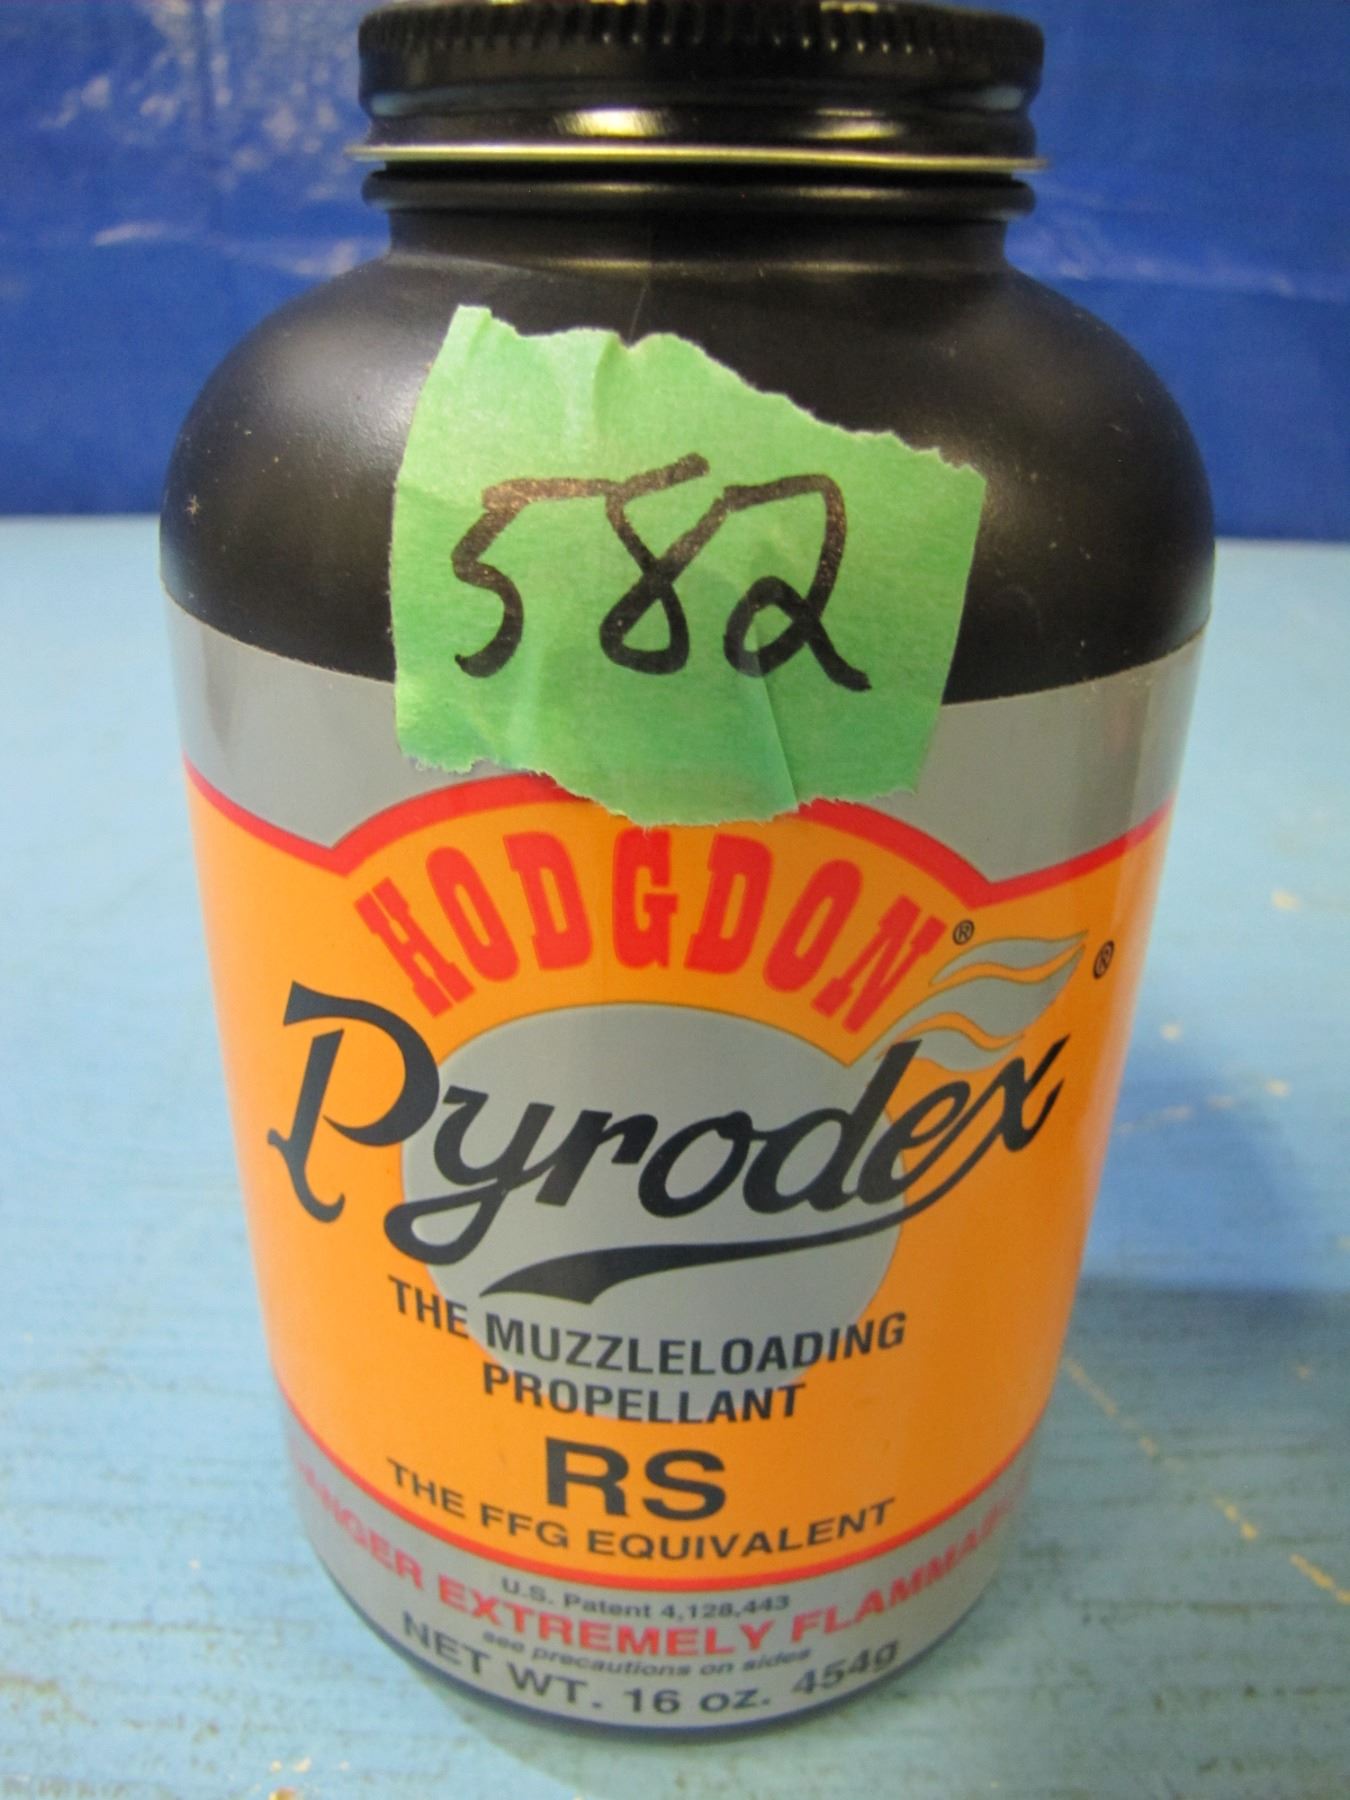 582
HODGDON®
Pyrodex®
THE MUZZLELOADING
PROPELLANT
RS
THE FFG EQUIVALENT
U.S. Patent 4,128,443
EXTREMELY
see precautions on sides
NET WT. 16 oz. 454g